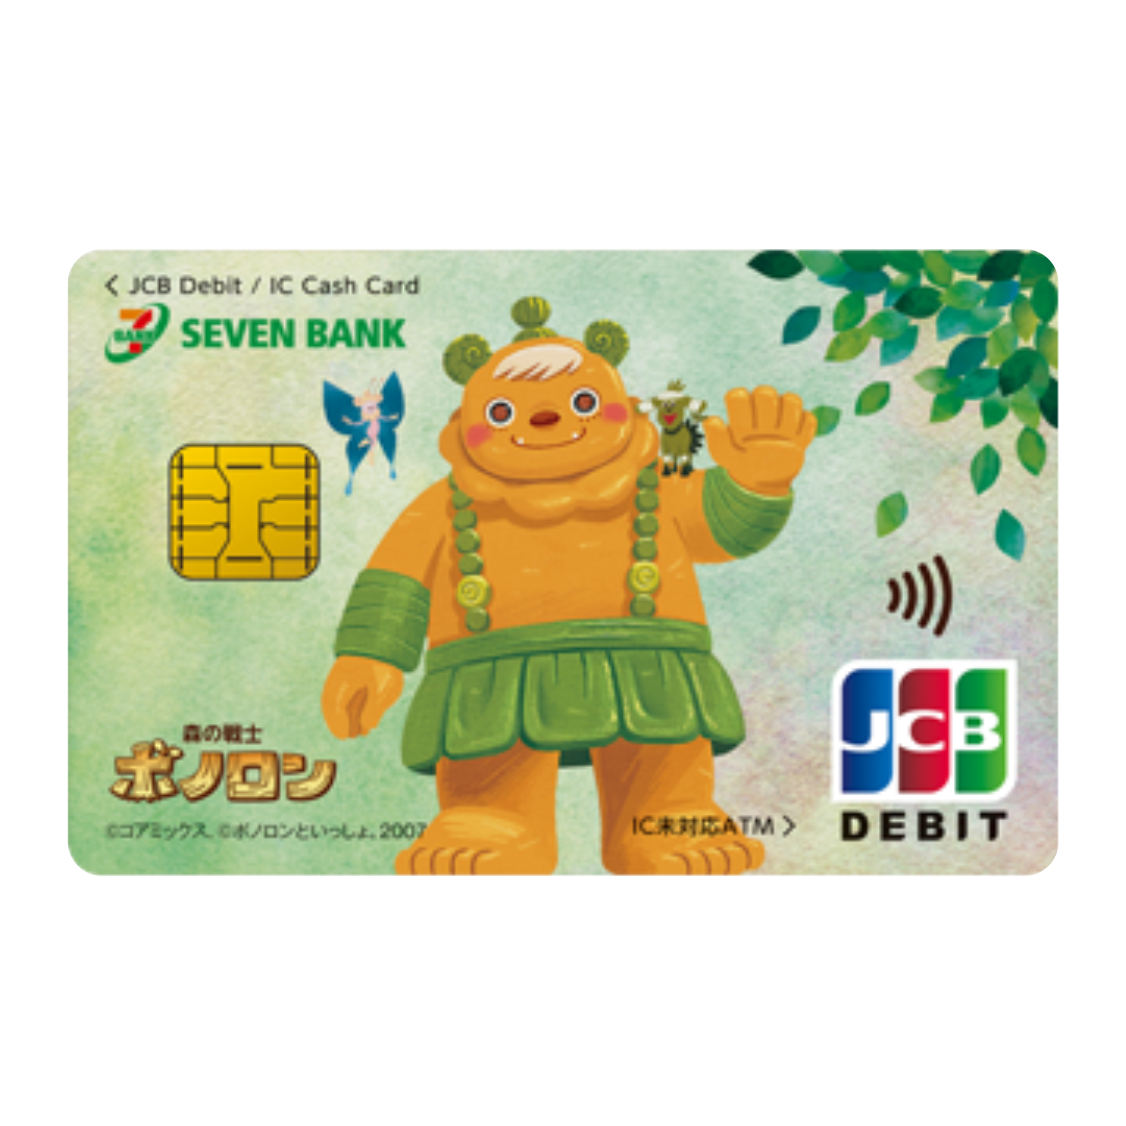 < JCB Debit / IC Cash Card
7 BANK SEVEN BANK
森の戦士
ボノロン
©コアミックス, ©ボノロンといっしょ, 2007
IC未対応ATM >
JCB
DEBIT